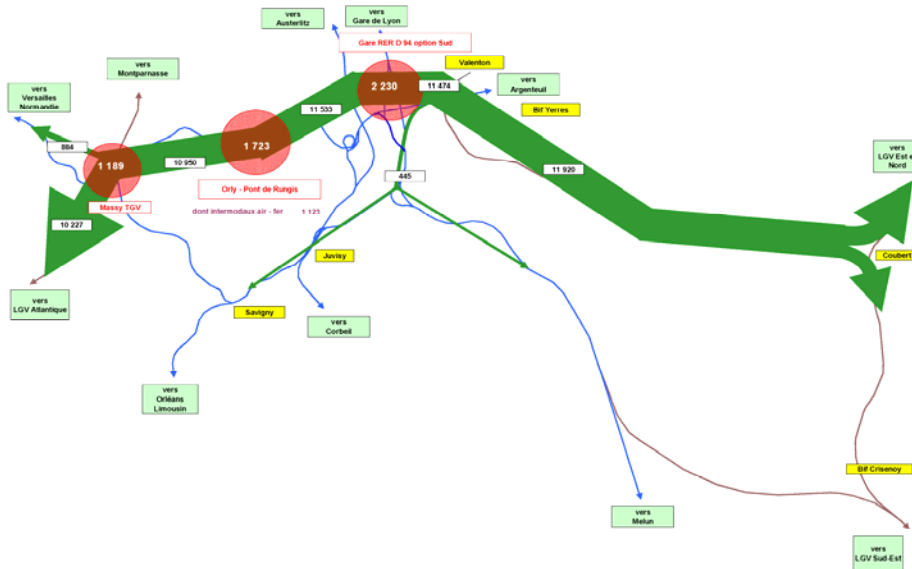 vers
Austerlitz
vers
Gare de Lyon
Gare RER D 94 option Sud
Valenton
vers
Montparnasse
vers
Versailles
Normandie
2 230
11 474
vers
Argenteuil
11 533
Bif Yerres
884
1 189
10 950
1 723
445
11 920
vers
LGV Est et
Nord
Orly - Pont de Rungis
Massy TGV
dont intermodaux air - fer 1 123
10 227
Juvisy
Coubert
vers
LGV Atlantique
Savigny
vers
Corbeil
vers
Orléans
Limousin
Bif Crisenoy
vers
Melun
vers
LGV Sud-Est